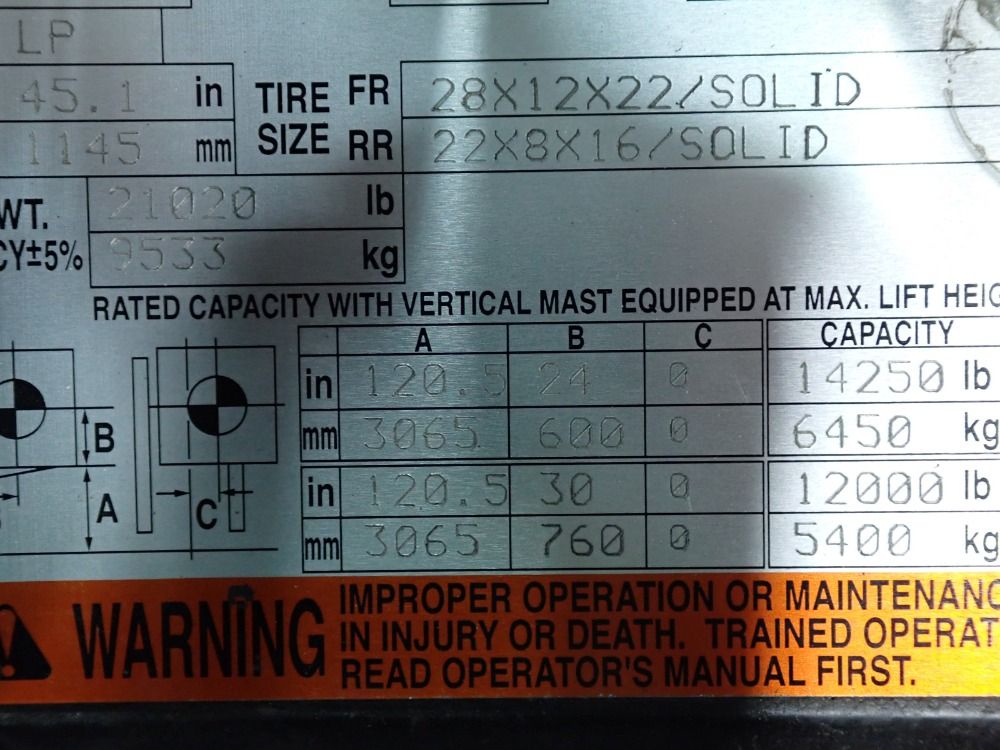 LP
45.1 in
1145 mm
TIRE SIZE
FR 28X12X22/SOLID
RR 22X8X16/SOLID
WT. 21020 lb
CY±5% 9533 kg
RATED CAPACITY WITH VERTICAL MAST EQUIPPED AT MAX. LIFT
A B C CAPACITY
in 120.5 24 0 14250 lb
mm 3065 600 0 6450 kg
in 120.5 30 0 12000 lb
mm 3065 760 0 5400 kg
B
A
C
WARNING
IMPROPER OPERATION OR MAINTENANC
IN INJURY OR DEATH. TRAINED OPERAT
READ OPERATOR'S MANUAL FIRST.